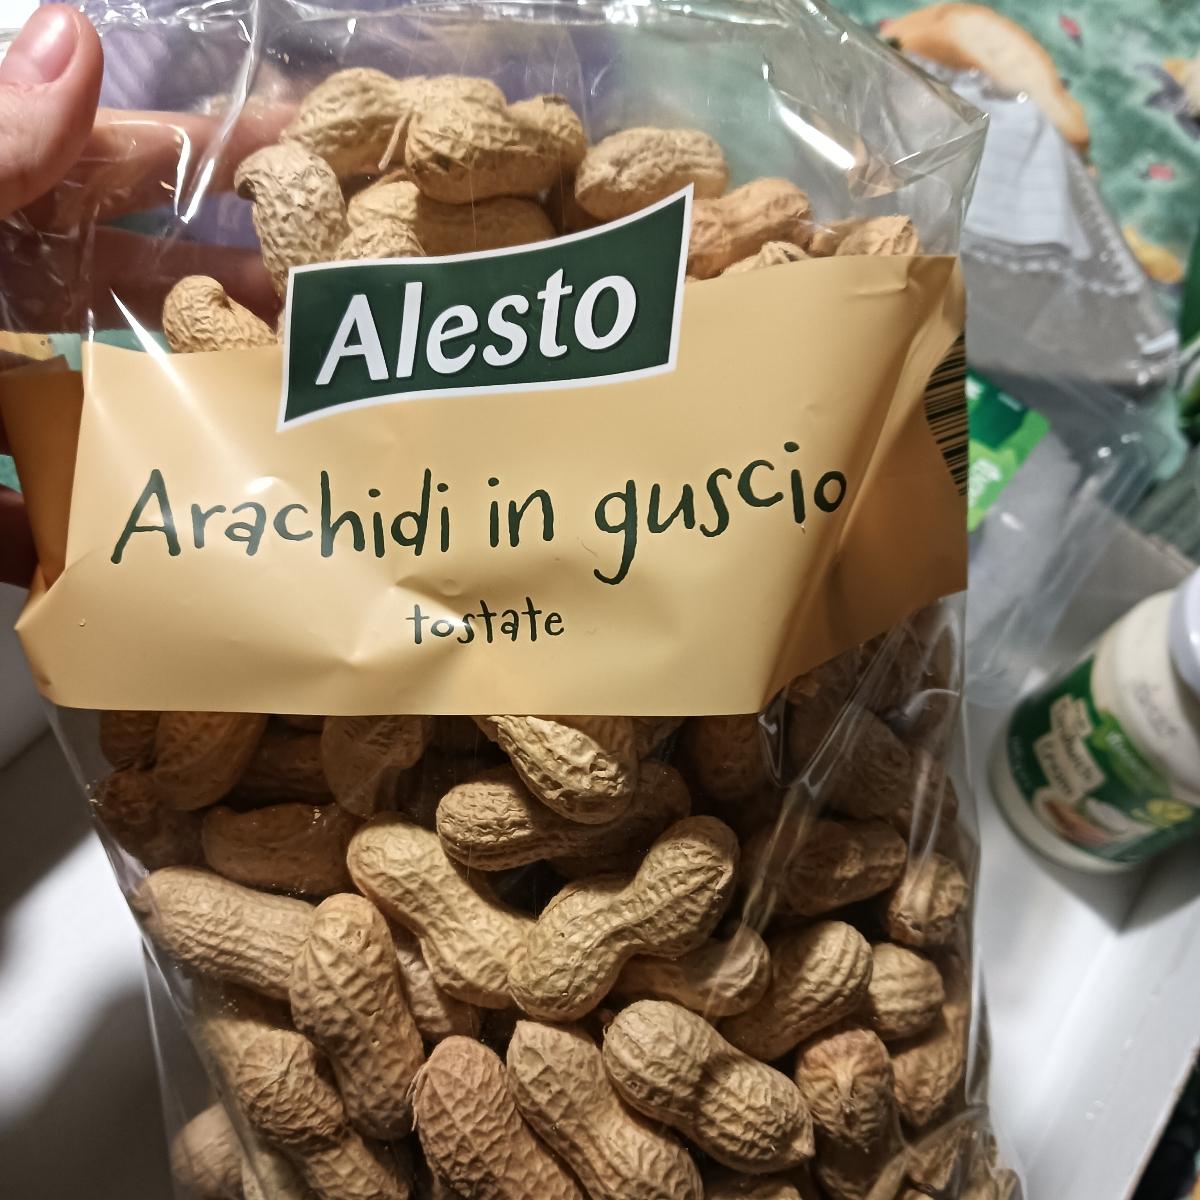 Alesto
Arachidi in guscio
tostate